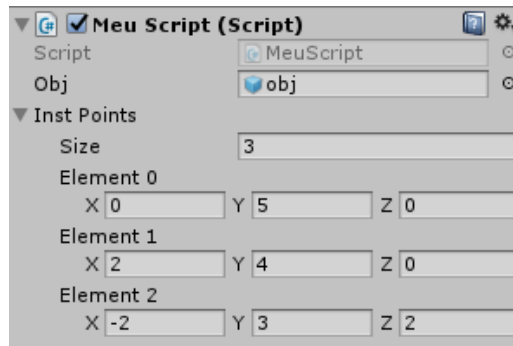 Meu Script (Script)
Script MeuScript
Obj obj
Inst Points
Size 3
Element 0
X 0 Y 5 Z 0
Element 1
X 2 Y 4 Z 0
Element 2
X -2 Y 3 Z 2